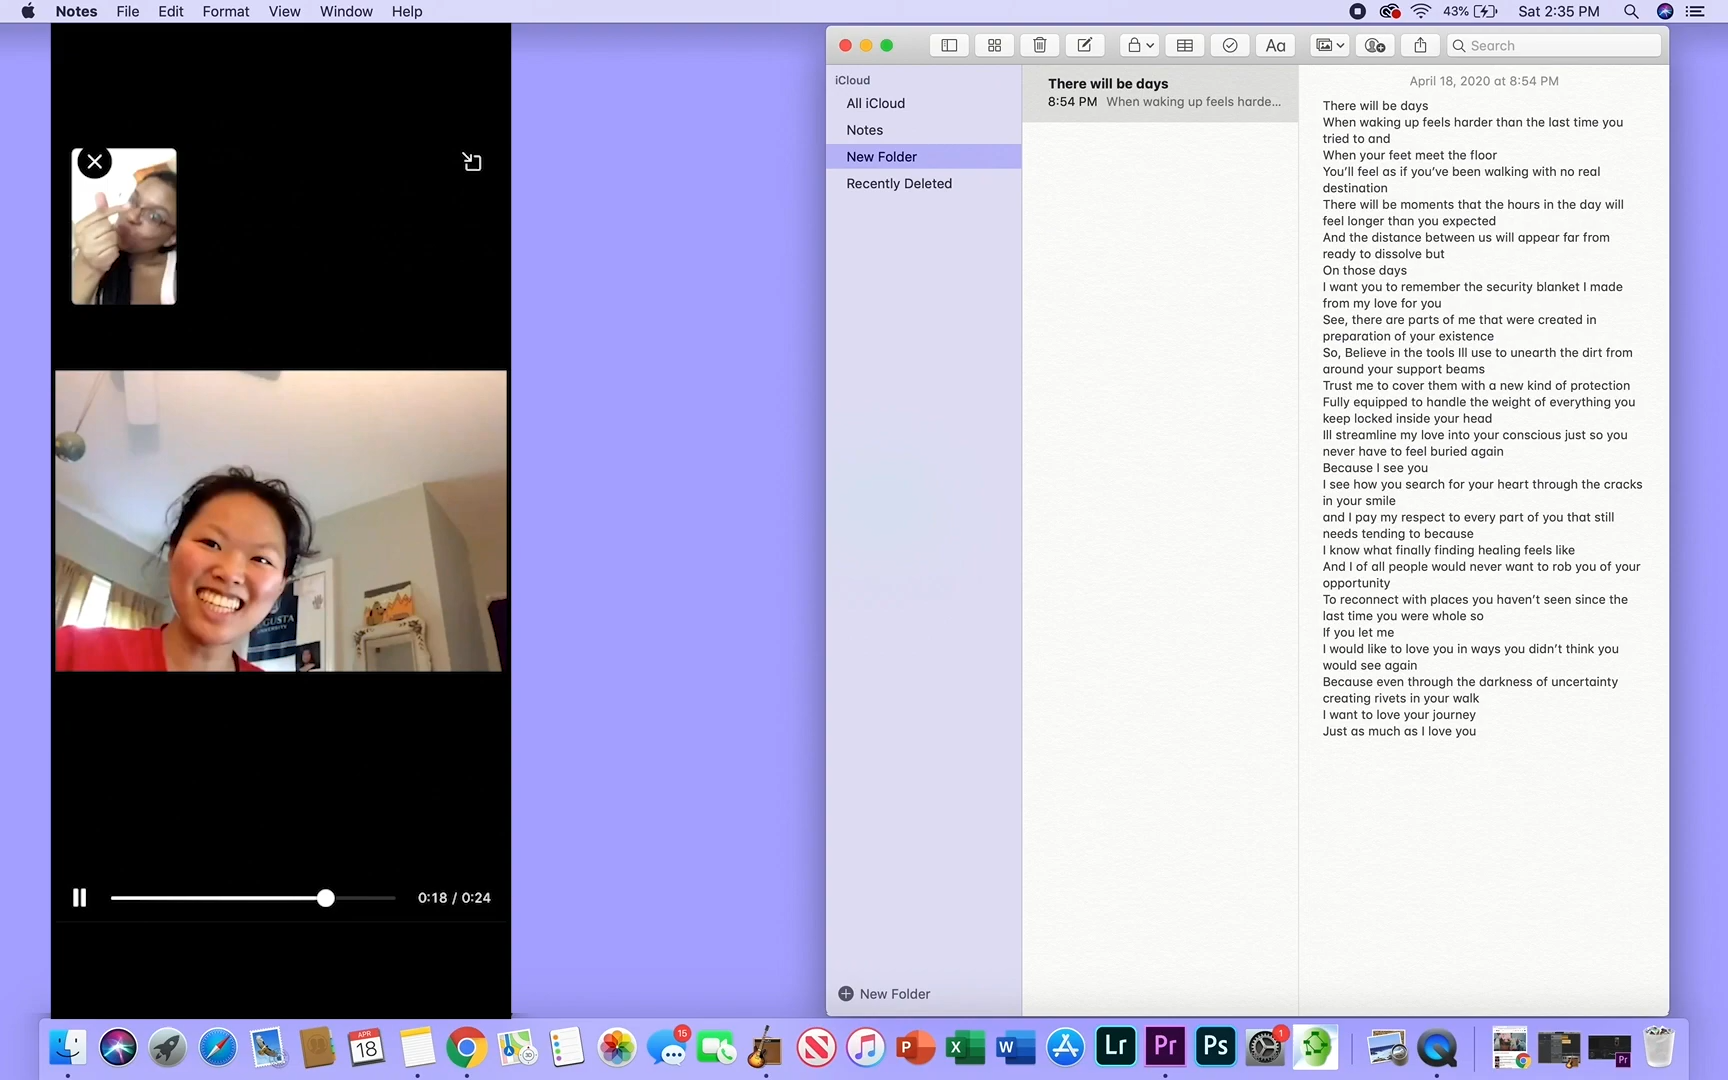 Notes File Edit Format View Window Help
43% Sat 2:35 PM
Aa
Search
iCloud
All iCloud
Notes
New Folder
Recently Deleted
There will be days
8:54 PM When waking up feels harde...
April 18, 2020 at 8:54 PM
There will be days
When waking up feels harder than the last time you
tried to and
When your feet meet the floor
You'll feel as if you've been walking with no real
destination
There will be moments that the hours in the day will
feel longer than you expected
And the distance between us will appear far from
ready to dissolve but
On those days
I want you to remember the security blanket I made
from my love for you
See, there are parts of me that were created in
preparation of your existence
So, Believe in the tools Ill use to unearth the dirt from
around your support beams
Trust me to cover them with a new kind of protection
Fully equipped to handle the weight of everything you
keep locked inside your head
Ill streamline my love into your conscious just so you
never have to feel buried again
Because I see you
I see how you search for your heart through the cracks
in your smile
and I pay my respect to every part of you that still
needs tending to because
I know what finally finding healing feels like
And I of all people would never want to rob you of your
opportunity
To reconnect with places you haven't seen since the
last time you were whole so
If you let me
I would like to love you in ways you didn't think you
would see again
Because even through the darkness of uncertainty
creating rivets in your walk
I want to love your journey
Just as much as I love you
UNIVERSITY
0:18 / 0:24
New Folder
APR
18
3D
15
P
X
W
Lr
Pr
Ps
1
Pr